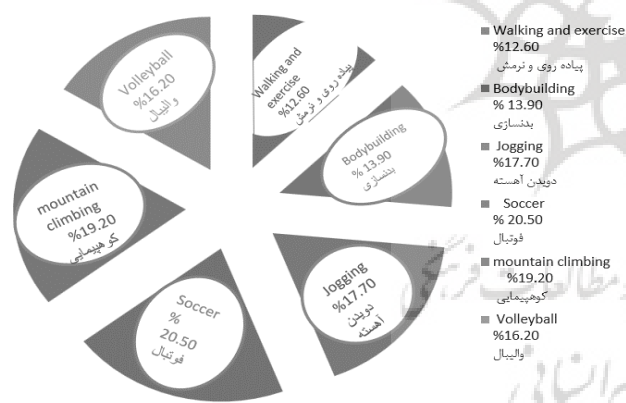 Volleyball
%16.20
والیبال
Walking and
exercise
%12.60
پیاده روی و نرمش
Bodybuilding
% 13.90
بدنسازی
mountain
climbing
%19.20
کوهپیمایی
Soccer
%
20.50
فوتبال
Jogging
%17.70
دویدن
آهسته
Walking and exercise
%12.60
پیاده روی و نرمش
Bodybuilding
% 13.90
بدنسازی
Jogging
%17.70
دویدن آهسته
Soccer
% 20.50
فوتبال
mountain climbing
%19.20
کوهپیمایی
Volleyball
%16.20
والیبال